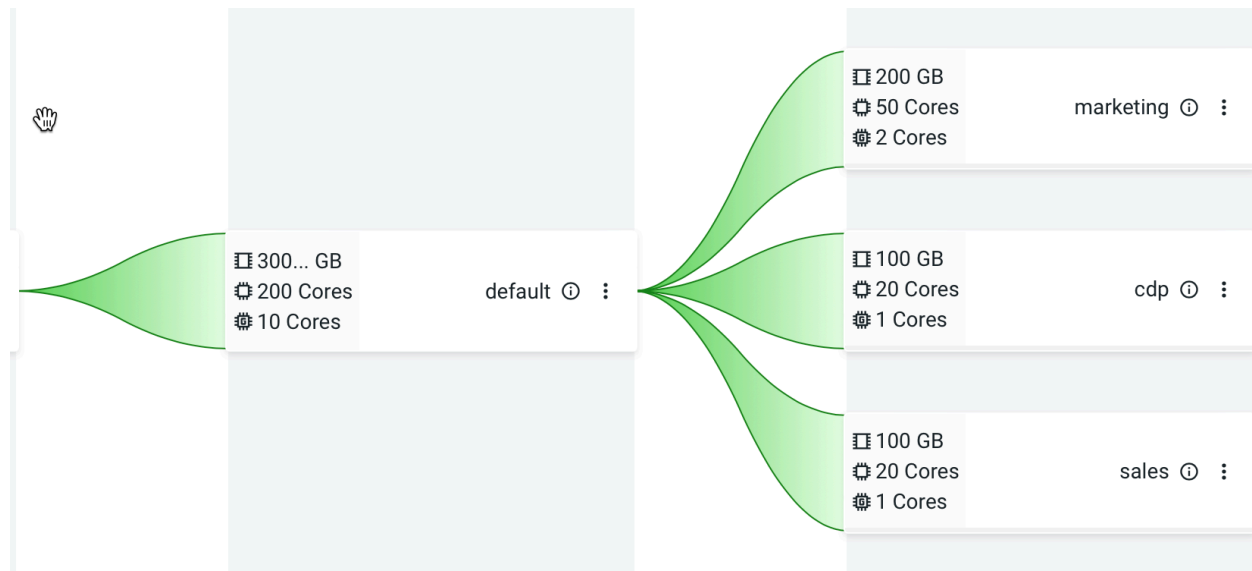 200 GB
50 Cores
2 Cores
marketing
300... GB
200 Cores
10 Cores
default
100 GB
20 Cores
1 Cores
cdp
100 GB
20 Cores
1 Cores
sales